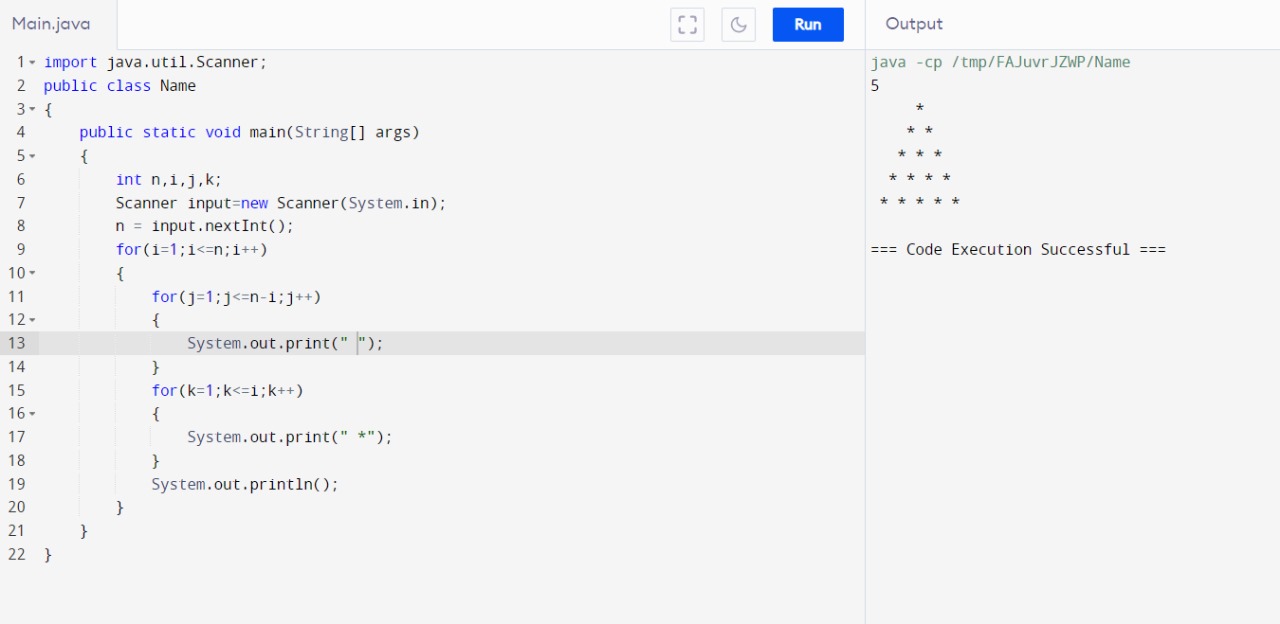 Main.java
Run
Output
1 import java.util.Scanner;
2 public class Name
3 {
4     public static void main(String[] args)
5     {
6         int n,i,j,k;
7         Scanner input=new Scanner(System.in);
8         n = input.nextInt();
9         for(i=1;i<=n;i++)
10         {
11             for(j=1;j<=n-i;j++)
12             {
13                 System.out.print(" ");
14             }
15             for(k=1;k<=i;k++)
16             {
17                 System.out.print(" *");
18             }
19             System.out.println();
20         }
21     }
22 }
java -cp /tmp/FAJuvrJZWP/Name
5
     *
    * *
   * * *
  * * * *
 * * * * *
=== Code Execution Successful ===